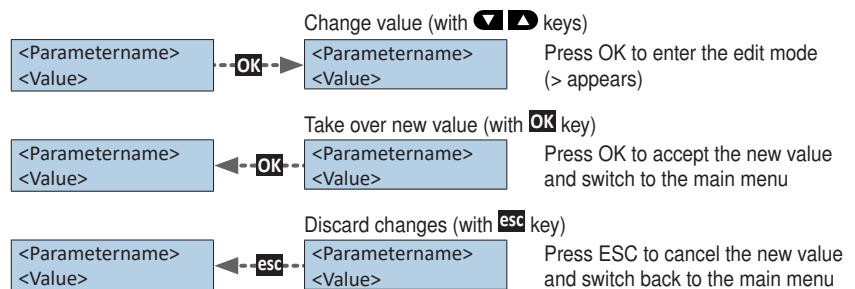 Change value (with ▼ ▲ keys)
<Parametername>
<Value>
OK
<Parametername>
<Value>
Press OK to enter the edit mode
(> appears)
Take over new value (with OK key)
<Parametername>
<Value>
OK
<Parametername>
<Value>
Press OK to accept the new value
and switch to the main menu
Discard changes (with esc key)
<Parametername>
<Value>
esc
<Parametername>
<Value>
Press ESC to cancel the new value
and switch back to the main menu